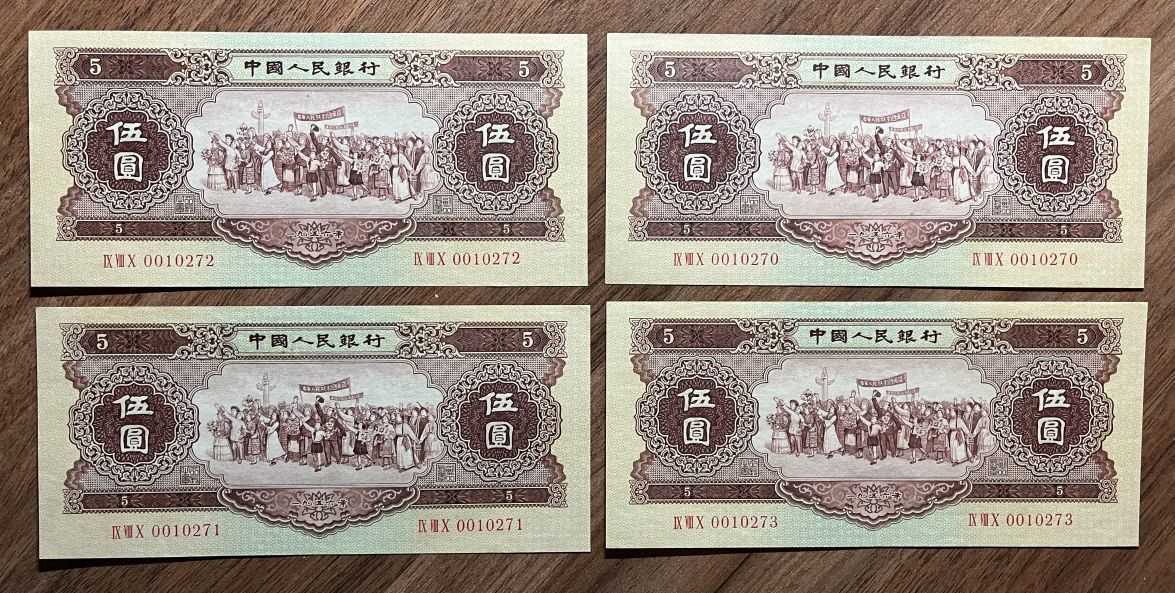 5 中國人民銀行 5
伍圓 伍圓
5 5
IX VIII X 0010272 IX VIII X 0010272
5 中國人民銀行 5
伍圓 伍圓
5 5
IX VIII X 0010270 IX VIII X 0010270
5 中國人民銀行 5
伍圓 伍圓
5 5
IX VIII X 0010271 IX VIII X 0010271
5 中國人民銀行 5
伍圓 伍圓
5 5
IX VIII X 0010273 IX VIII X 0010273